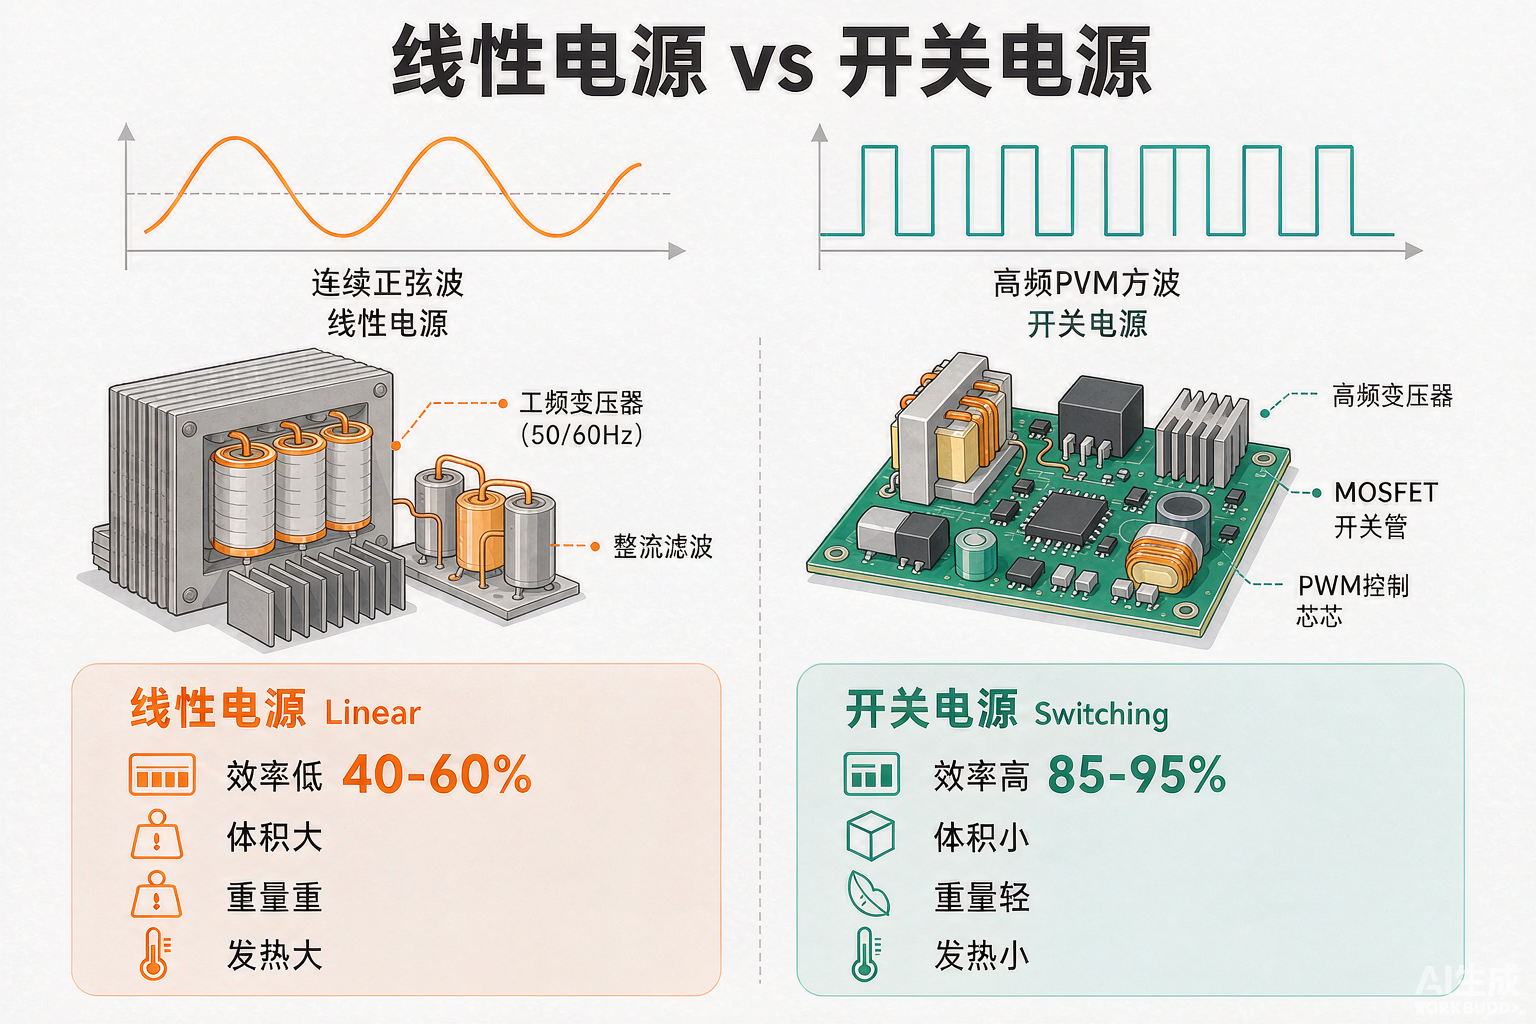 线性电源 vs 开关电源
连续正弦波
线性电源
高频PVM方波
开关电源
工频变压器
(50/60Hz)
整流滤波
高频变压器
MOSFET
开关管
PWM控制
芯芯
线性电源 Linear
效率低 40-60%
体积大
重量重
发热大
开关电源 Switching
效率高 85-95%
体积小
重量轻
发热小
AI生成